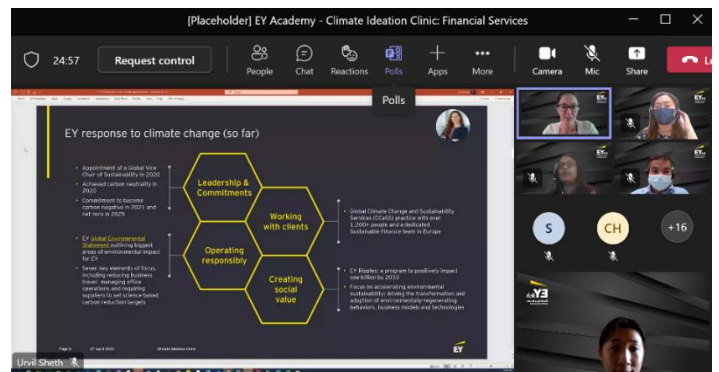 [Placeholder] EY Academy - Climate Ideation Clinic: Financial Services
24:57
Request control
People
Chat
Reactions
Polls
Apps
More
Camera
Mic
Share
Polls
EY response to climate change (so far)
• Appointment of a Global Vice
Chair of Sustainability in 2020
• Achieved carbon neutrality in
2020
• Commitment to become
carbon negative in 2021 and
net zero in 2025
Leadership &
Commitments
Working
with clients
• Global Climate Change and Sustainability
Services (CCaSS) practice with over
1,200+ people and a dedicated
Sustainable Finance team in Europe
• EY Global Environmental
Statement outlining biggest
areas of environmental impact
for EY
• Seven key elements of focus,
including reducing business
travel, managing office
operations and requiring
suppliers to set science based
carbon reduction targets
Operating
responsibly
Creating
social
value
• EY Ripples: a program to positively impact
one billion by 2030
• Focus on accelerating environmental
sustainability: driving the transformation and
adoption of environmentally-regenerating
behaviors, business models and technologies
Climate Ideation Clinic
EY
Urvil Sheth
EY
EY
EY
EY
S
CH
+16
EY